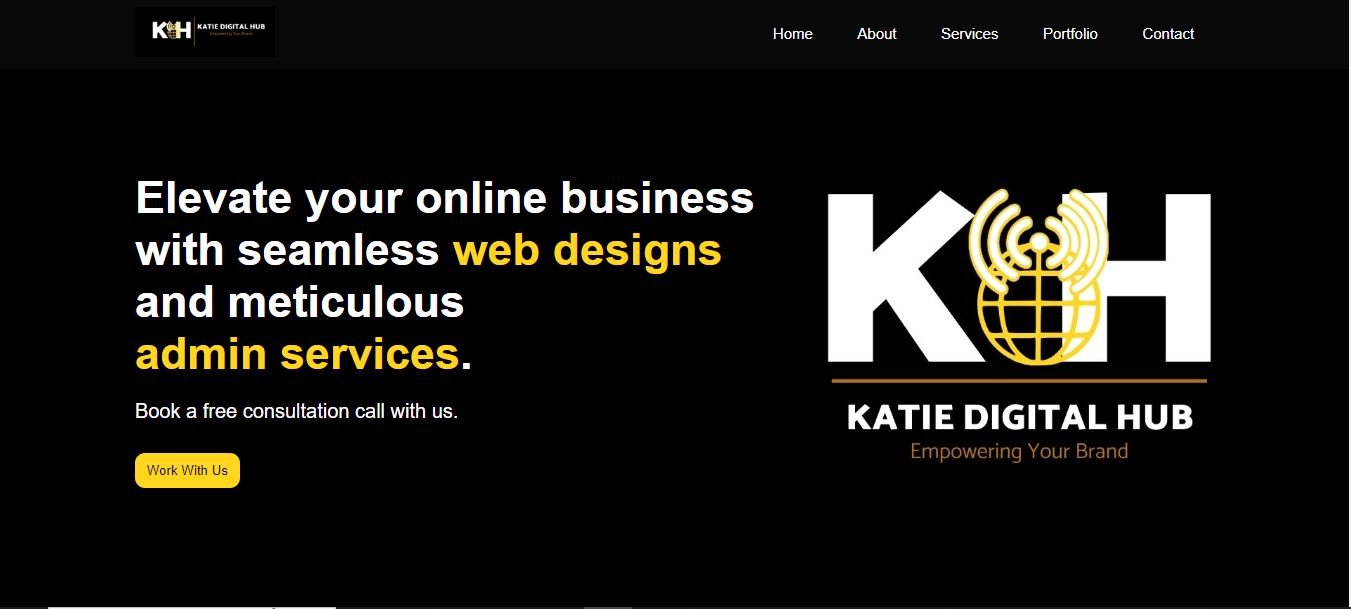 KH
KATIE DIGITAL HUB
Empowering Your Brand
Home About Services Portfolio Contact
Elevate your online business
with seamless web designs
and meticulous
admin services.
Book a free consultation call with us.
Work With Us
KH
KATIE DIGITAL HUB
Empowering Your Brand